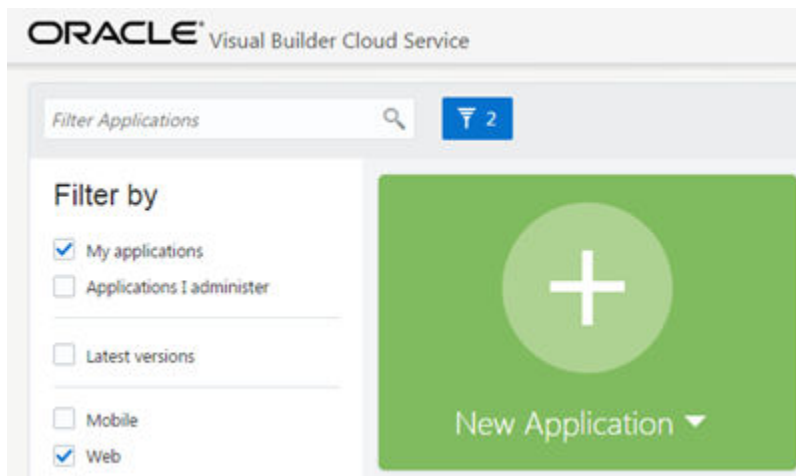 ORACLE® Visual Builder Cloud Service
Filter Applications
2
Filter by
My applications
Applications I administer
Latest versions
Mobile
Web
New Application